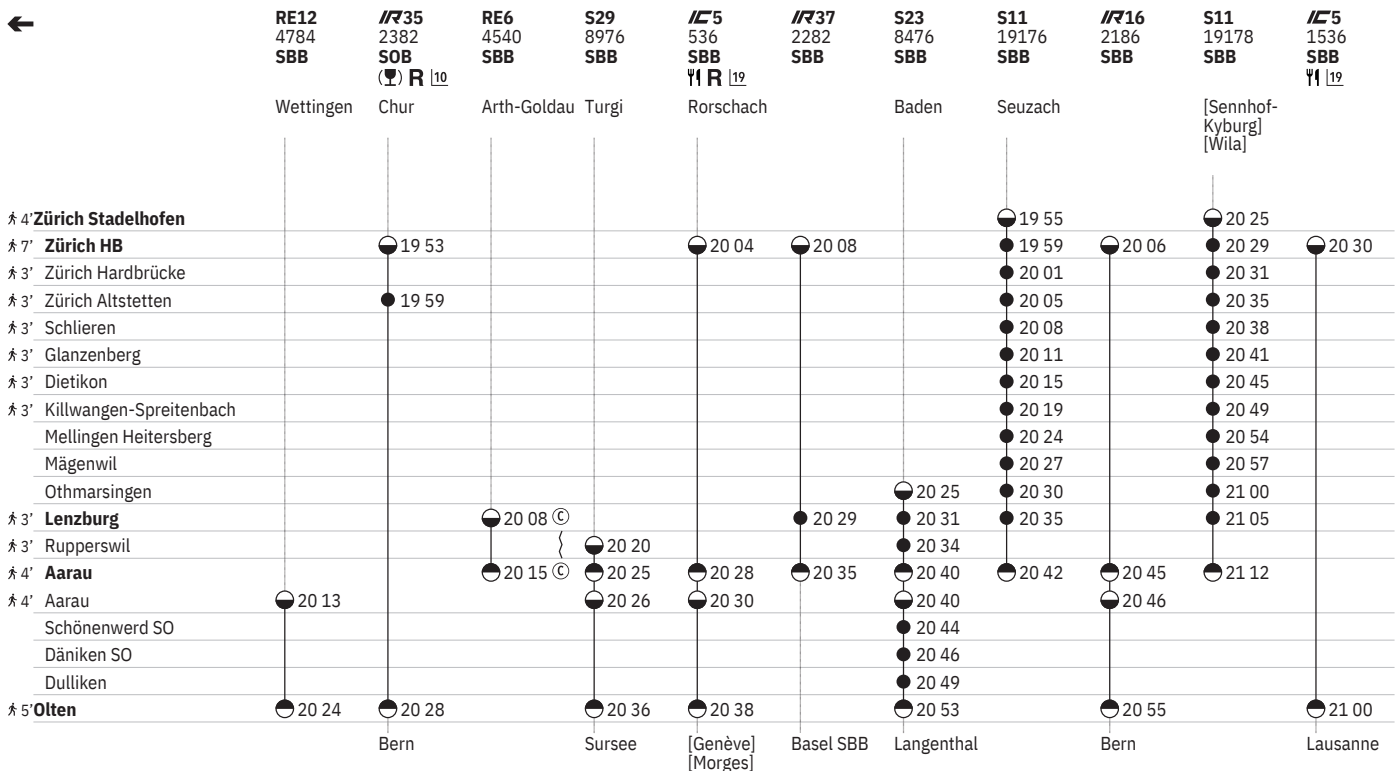 RE12 IR35 RE6 S29 IC5 IR37 S23 S11 IR16 S11 IC5
4784 2382 4540 8976 536 2282 8476 19176 2186 19178 1536
SBB SOB SBB SBB SBB SBB SBB SBB SBB SBB SBB
R 10 R 19 19
Wettingen Chur Arth-Goldau Turgi Rorschach Baden Seuzach [Sennhof-
Kyburg]
[Wila]
4' Zürich Stadelhofen 19 55 20 25
7' Zürich HB 19 53 20 04 20 08 19 59 20 06 20 29 20 30
3' Zürich Hardbrücke 20 01 20 31
3' Zürich Altstetten 19 59 20 05 20 35
3' Schlieren 20 08 20 38
3' Glanzenberg 20 11 20 41
3' Dietikon 20 15 20 45
3' Killwangen-Spreitenbach 20 19 20 49
Mellingen Heitersberg 20 24 20 54
Mägenwil 20 27 20 57
Othmarsingen 20 25 20 30 21 00
3' Lenzburg 20 08 Ⓒ 20 29 20 31 20 35 21 05
3' Rupperswil 20 20 20 34
4' Aarau 20 15 Ⓒ 20 25 20 28 20 35 20 40 20 42 20 45 21 12
4' Aarau 20 13 20 26 20 30 20 40 20 46
Schönenwerd SO 20 44
Däniken SO 20 46
Dulliken 20 49
5' Olten 20 24 20 28 20 36 20 38 20 53 20 55 21 00
Bern Sursee [Genève] Basel SBB Langenthal Bern Lausanne
[Morges]